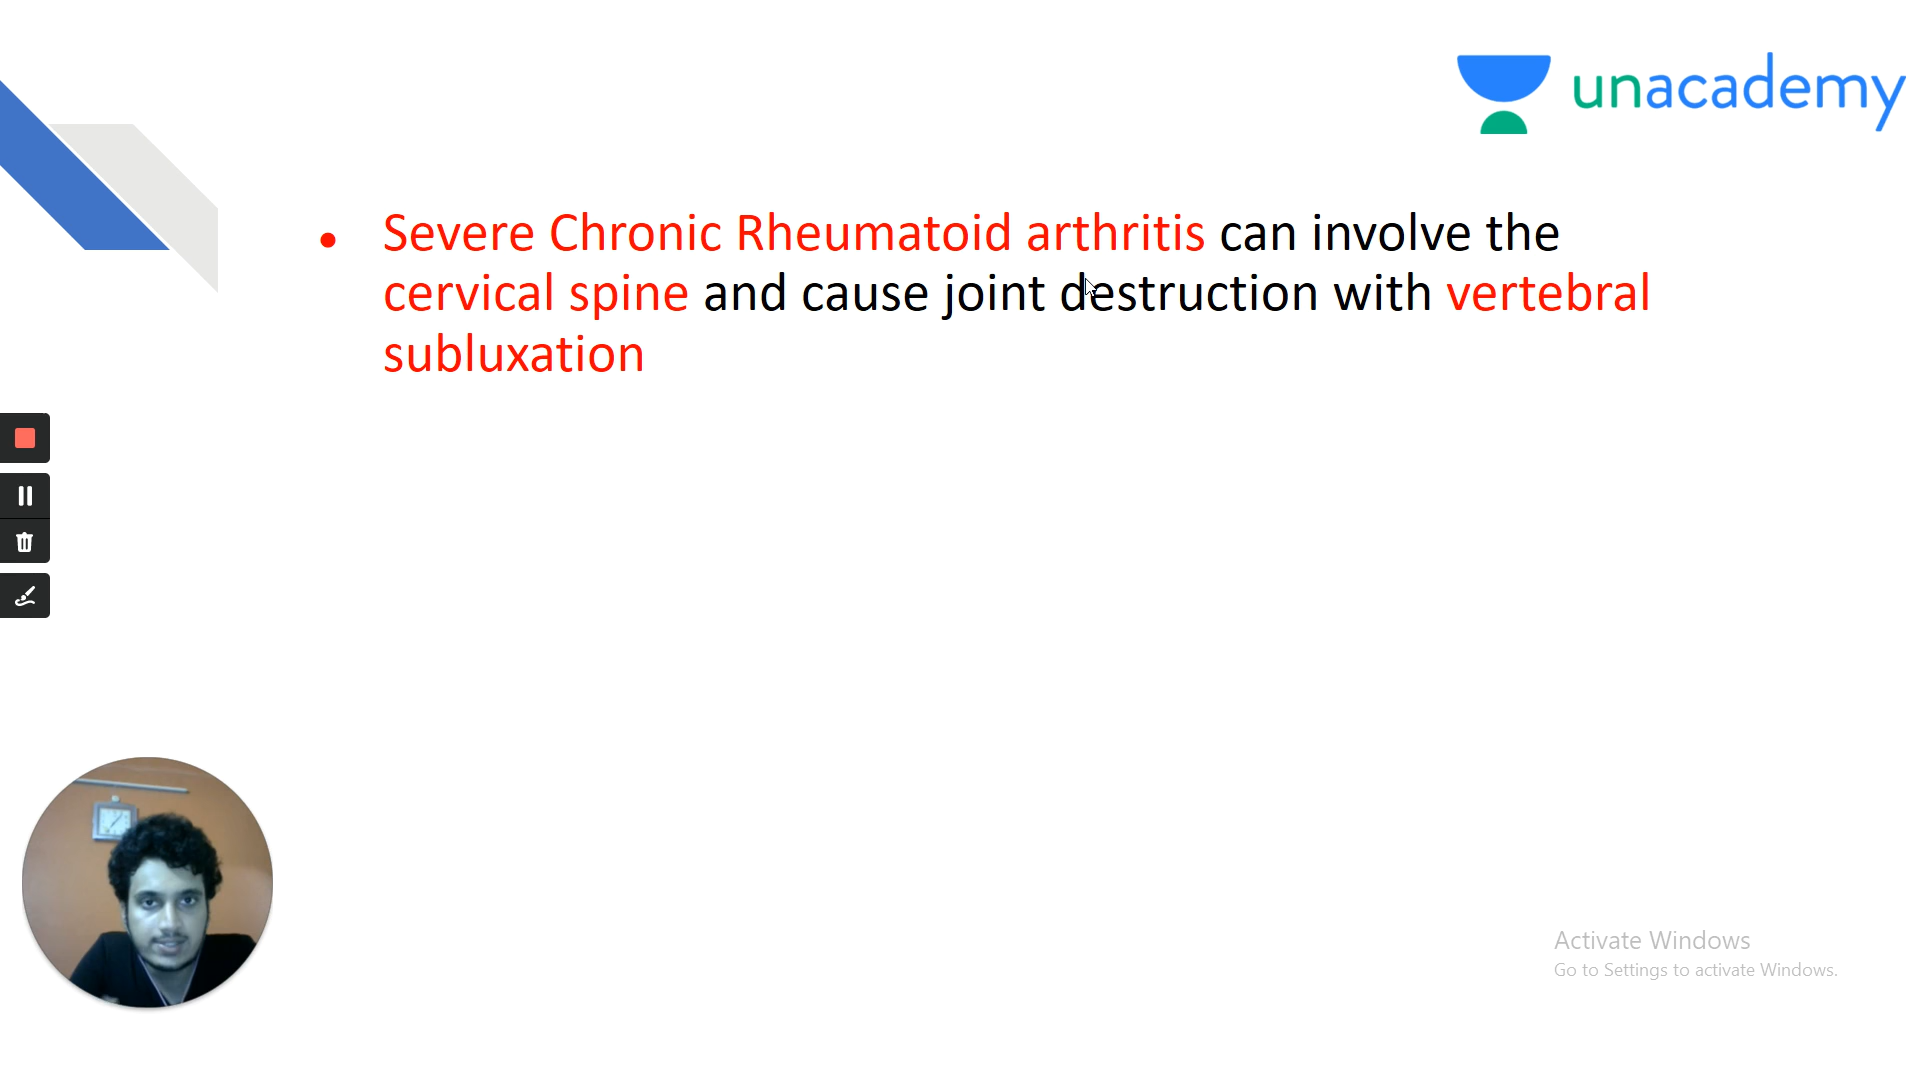 unacademy
• Severe Chronic Rheumatoid arthritis can involve the
cervical spine and cause joint destruction with vertebral
subluxation
Activate Windows
Go to Settings to activate Windows.